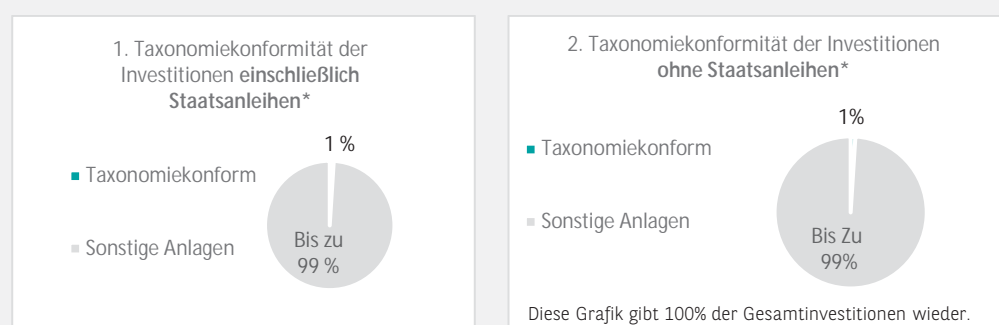 1. Taxonomiekonformität der
Investitionen einschließlich
Staatsanleihen*
1 %
Taxonomiekonform
Sonstige Anlagen
Bis zu
99 %
2. Taxonomiekonformität der Investitionen
ohne Staatsanleihen*
1%
Taxonomiekonform
Sonstige Anlagen
Bis Zu
99%
Diese Grafik gibt 100% der Gesamtinvestitionen wieder.